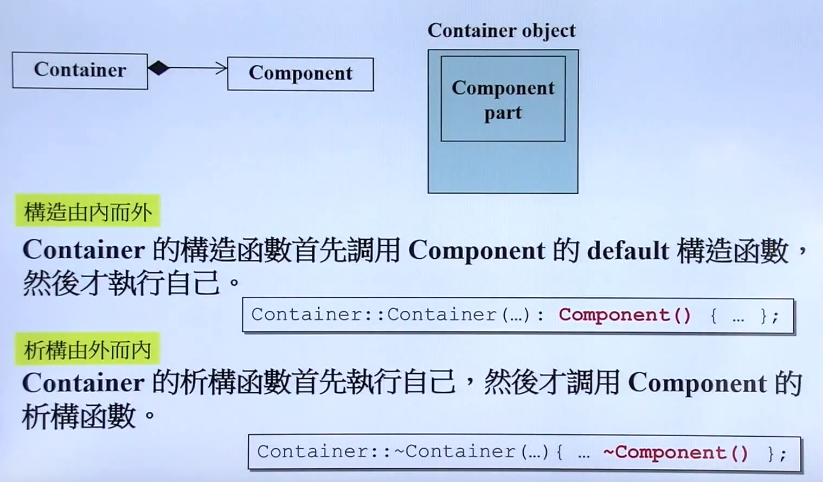 Container
Component
Container object
Component
part
構造由內而外
Container 的構造函數首先調用 Component 的 default 構造函數，
然後才執行自己。
Container::Container(…): Component() { … };
析構由外而內
Container 的析構函數首先執行自己，然後才調用 Component 的
析構函數。
Container::~Container(…){ … ~Component() };